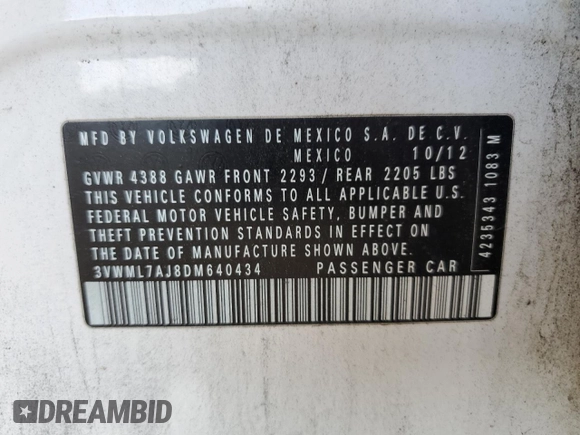 MFD BY VOLKSWAGEN DE MEXICO S.A. DE C.V.
MEXICO 10/12
GVWR 4388 GAWR FRONT 2293 / REAR 2205 LBS
THIS VEHICLE CONFORMS TO ALL APPLICABLE U.S.
FEDERAL MOTOR VEHICLE SAFETY, BUMPER AND
THEFT PREVENTION STANDARDS IN EFFECT ON
THE DATE OF MANUFACTURE SHOWN ABOVE.
3VWML7AJ8DM640434 PASSENGER CAR
4235343 1083 M
DREAMBID